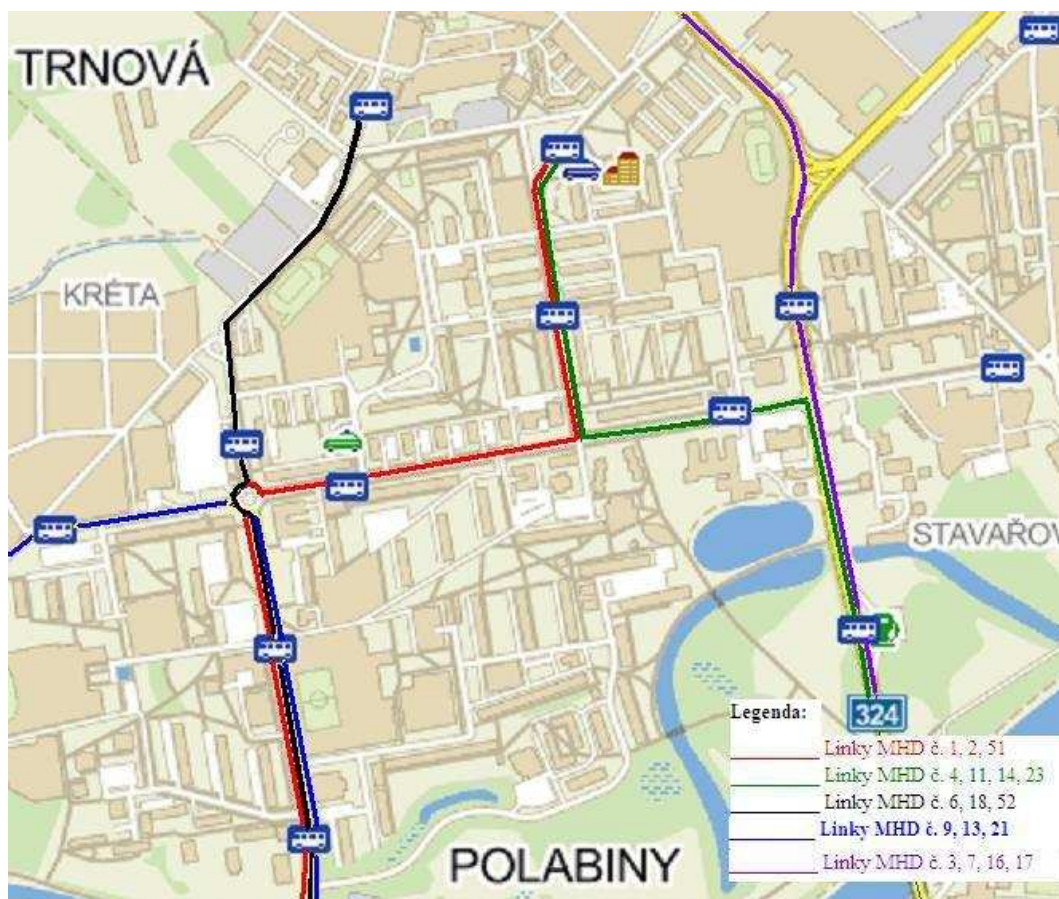 TRNOVÁ
KRÉTA
STAVAŘOV
324
Legenda:
Linky MHD č. 1, 2, 51
Linky MHD č. 4, 11, 14, 23
Linky MHD č. 6, 18, 52
Linky MHD č. 9, 13, 21
Linky MHD č. 3, 7, 16, 17
POLABINY